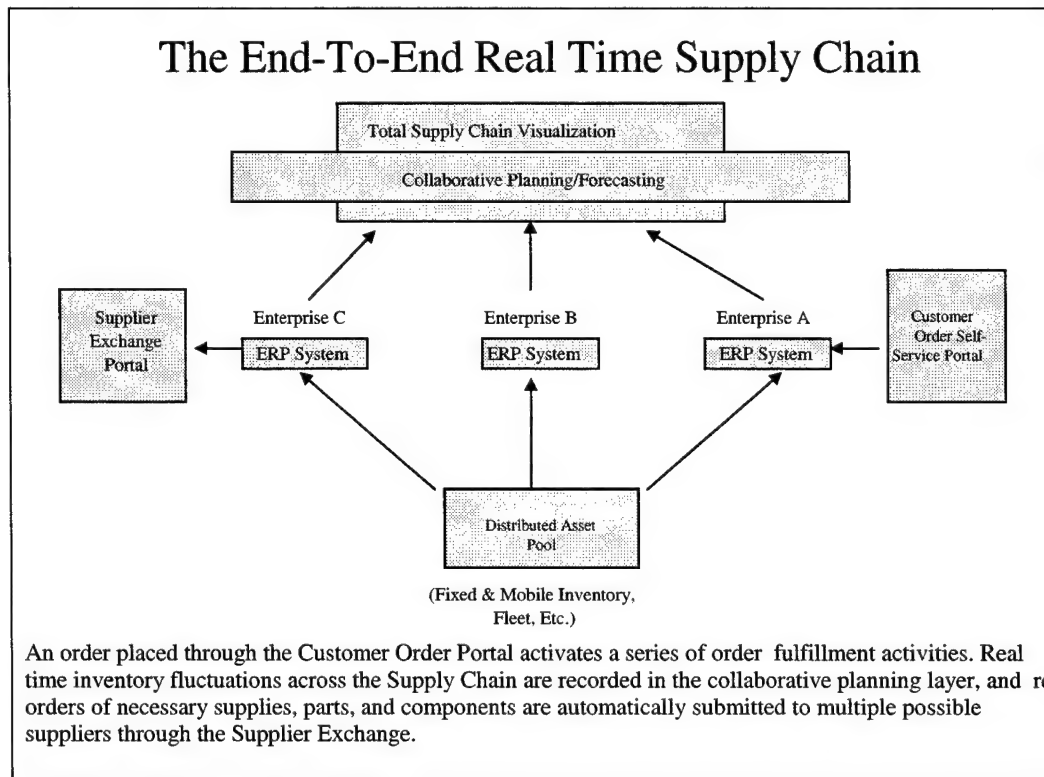 The End-To-End Real Time Supply Chain
Total Supply Chain Visualization
Collaborative Planning/Forecasting
Supplier
Exchange
Portal
Enterprise C
ERP System
Enterprise B
ERP System
Enterprise A
ERP System
Customer
Order Self-
Service Portal
Distributed Asset
Pool
(Fixed & Mobile Inventory,
Fleet, Etc.)
An order placed through the Customer Order Portal activates a series of order fulfillment activities. Real
time inventory fluctuations across the Supply Chain are recorded in the collaborative planning layer, and re
orders of necessary supplies, parts, and components are automatically submitted to multiple possible
suppliers through the Supplier Exchange.